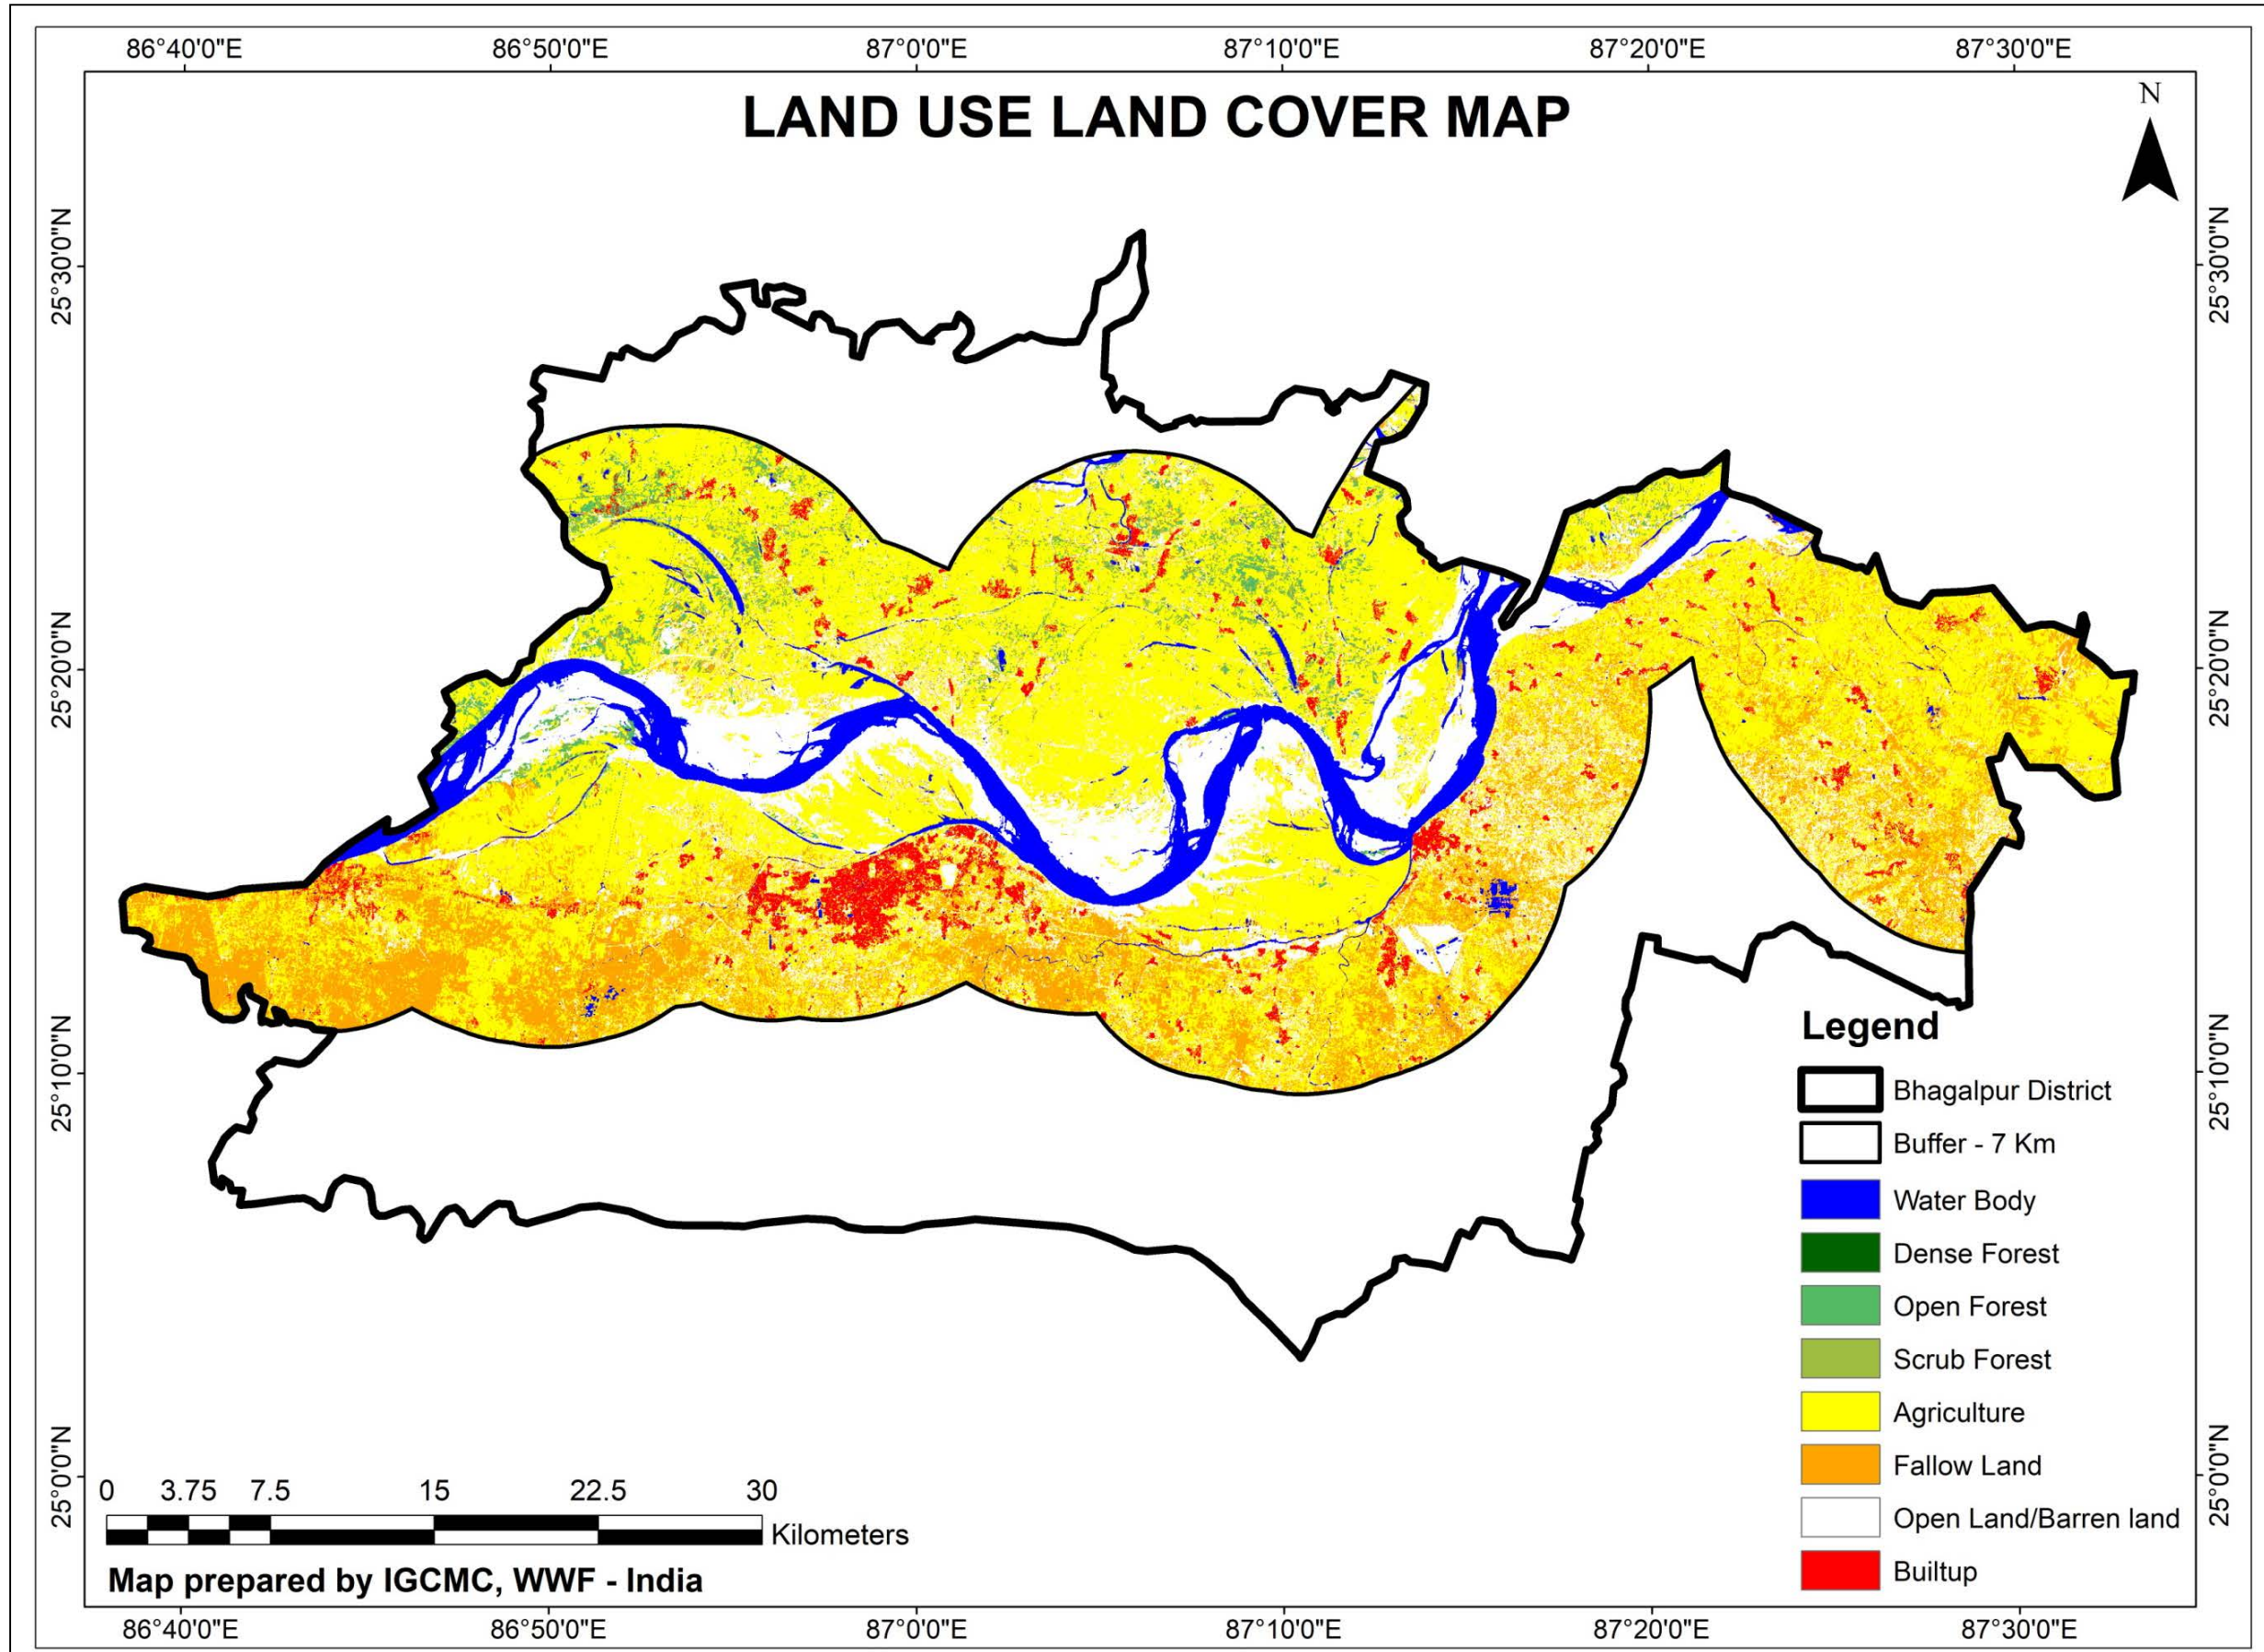 86°40'0"E 86°50'0"E 87°0'0"E 87°10'0"E 87°20'0"E 87°30'0"E
LAND USE LAND COVER MAP
N
25°30'0"N 25°30'0"N
25°20'0"N 25°20'0"N
25°10'0"N 25°10'0"N
25°0'0"N 25°0'0"N
Legend
Bhagalpur District
Buffer - 7 Km
Water Body
Dense Forest
Open Forest
Scrub Forest
Agriculture
Fallow Land
Open Land/Barren land
Builtup
0 3.75 7.5 15 22.5 30
Kilometers
Map prepared by IGCMC, WWF - India
86°40'0"E 86°50'0"E 87°0'0"E 87°10'0"E 87°20'0"E 87°30'0"E